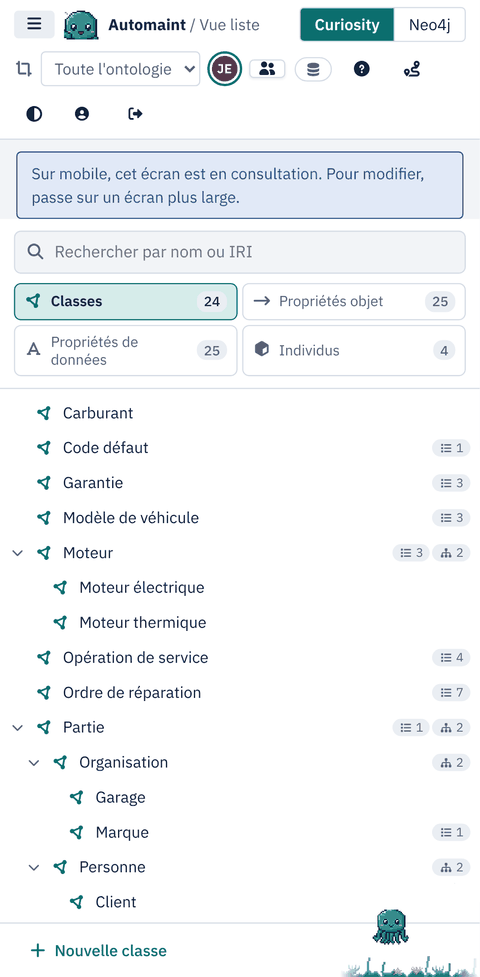 Automaint / Vue liste
Curiosity
Neo4j
Toute l'ontologie
JE
Sur mobile, cet écran est en consultation. Pour modifier,
passe sur un écran plus large.
Rechercher par nom ou IRI
Classes 24
Propriétés objet 25
Propriétés de
données 25
Individus 4
Carburant
Code défaut 1
Garantie 3
Modèle de véhicule 3
Moteur 3 2
Moteur électrique
Moteur thermique
Opération de service 4
Ordre de réparation 7
Partie 1 2
Organisation 2
Garage
Marque 1
Personne 2
Client
+ Nouvelle classe